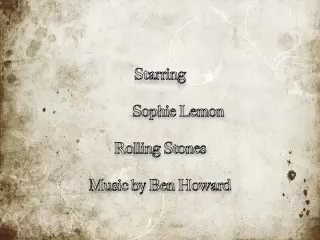 Starring
Sophie Lemon
Rolling Stones
Music by Ben Howard